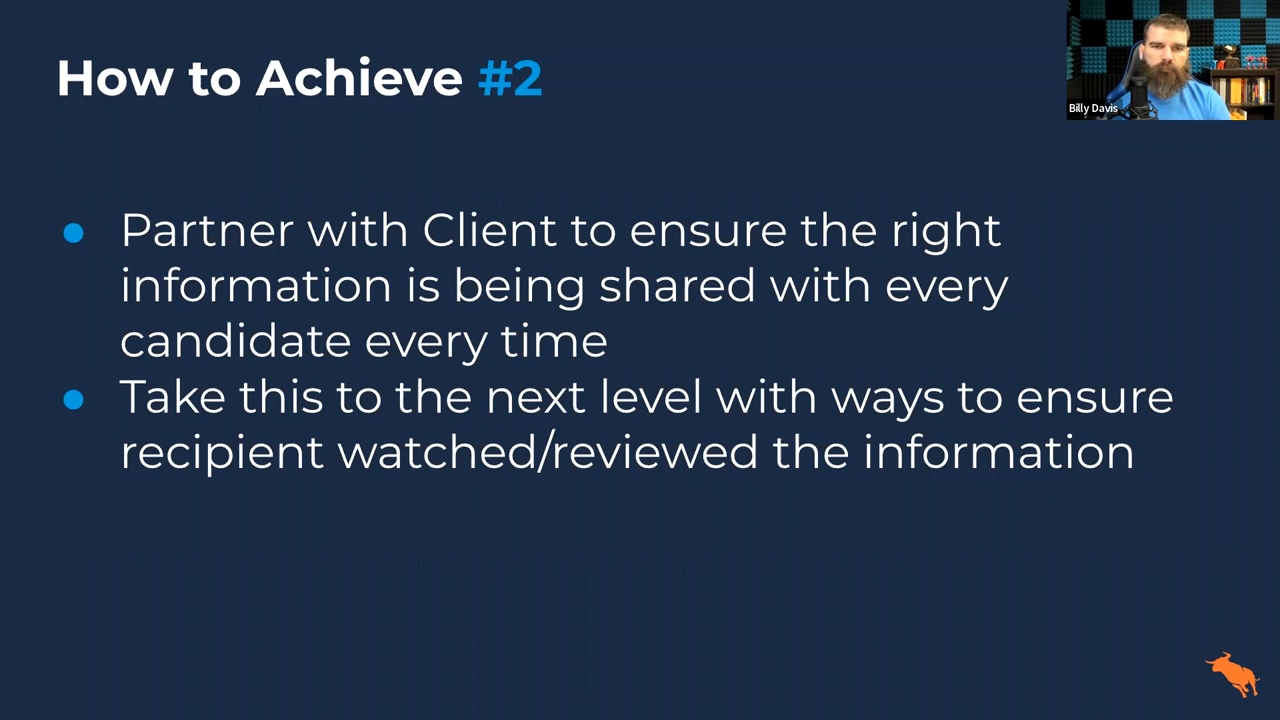 How to Achieve #2
Billy Davis
● Partner with Client to ensure the right
information is being shared with every
candidate every time
● Take this to the next level with ways to ensure
recipient watched/reviewed the information